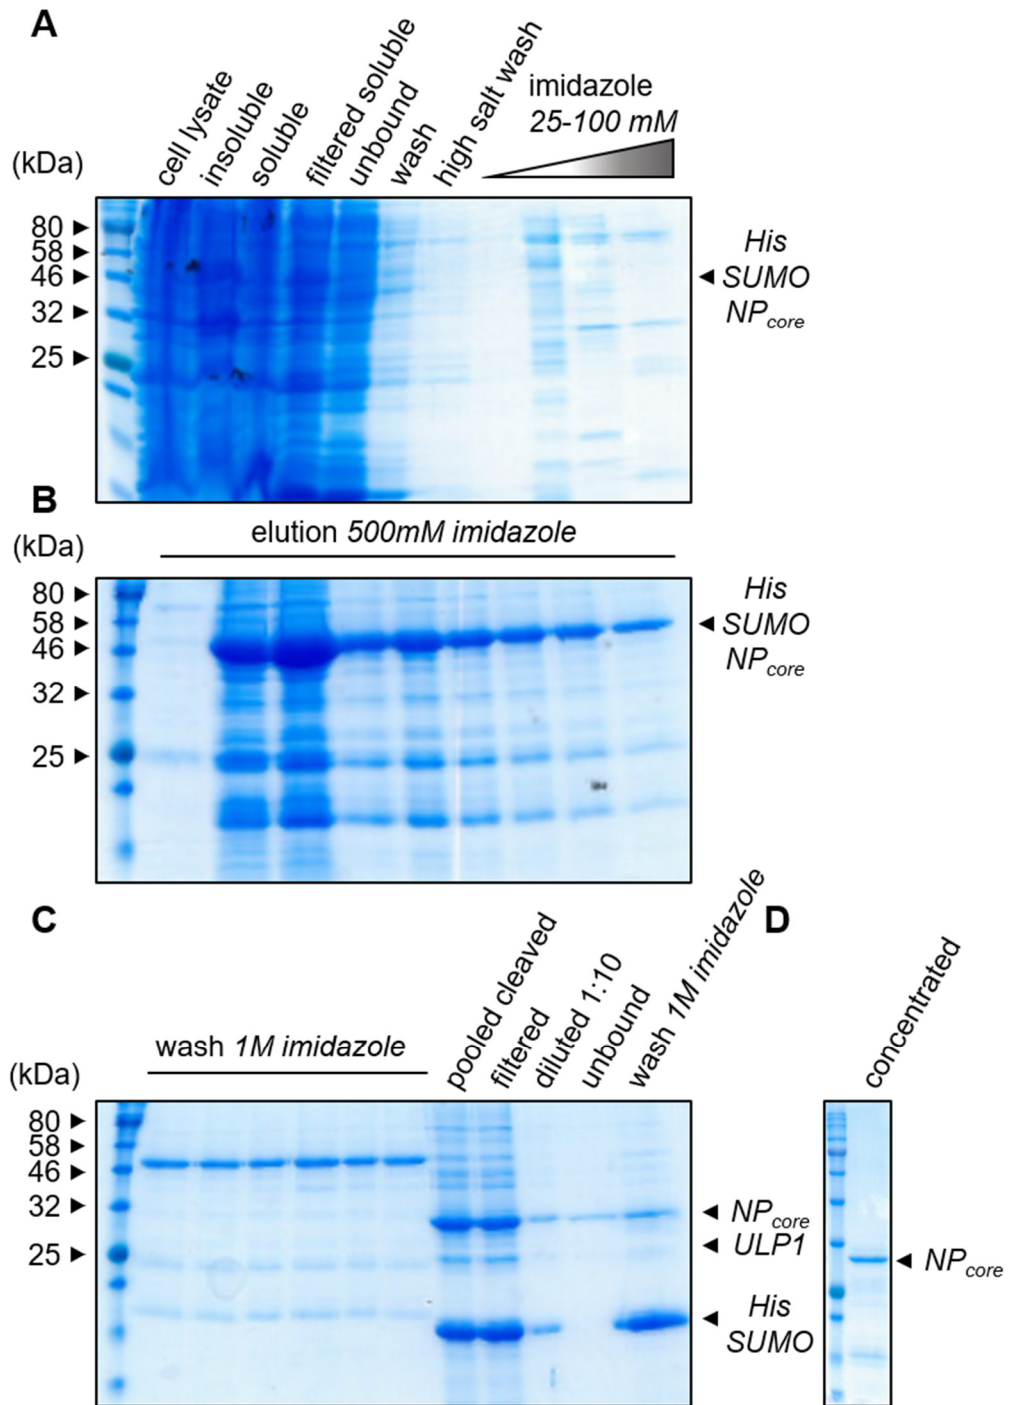 A
cell lysate
insoluble
soluble
filtered soluble
unbound
wash
high salt wash
imidazole
25-100 mM
(kDa)
80
58
46
32
25
His
SUMO
NPcore
B
elution 500mM imidazole
(kDa)
80
58
46
32
25
His
SUMO
NPcore
C
wash 1M imidazole
pooled cleaved
filtered
diluted 1:10
unbound
wash 1M imidazole
(kDa)
80
58
46
32
25
NPcore
ULP1
His
SUMO
D
concentrated
NPcore